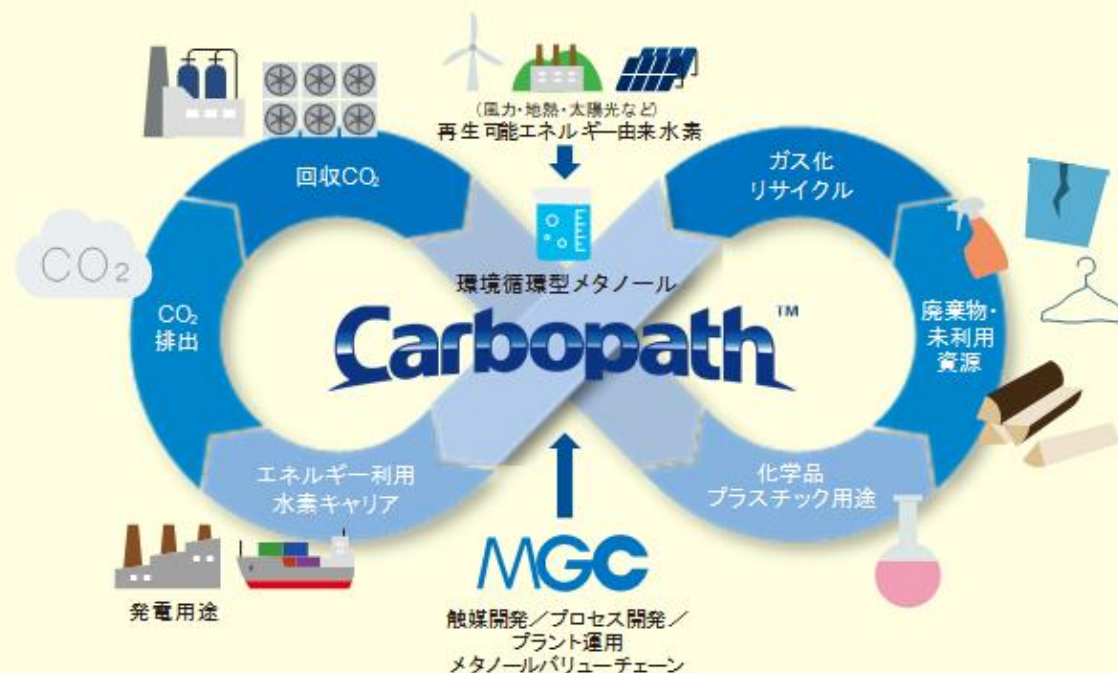 (風力・地熱・太陽光など)
再生可能エネルギー由来水素
回収CO₂
ガス化
リサイクル
CO₂
CO₂
排出
環境循環型メタノール
Carbopath™
廃棄物・
未利用
資源
エネルギー利用
水素キャリア
化学品
プラスチック用途
発電用途
MGC
触媒開発／プロセス開発／
プラント運用
メタノールバリューチェーン